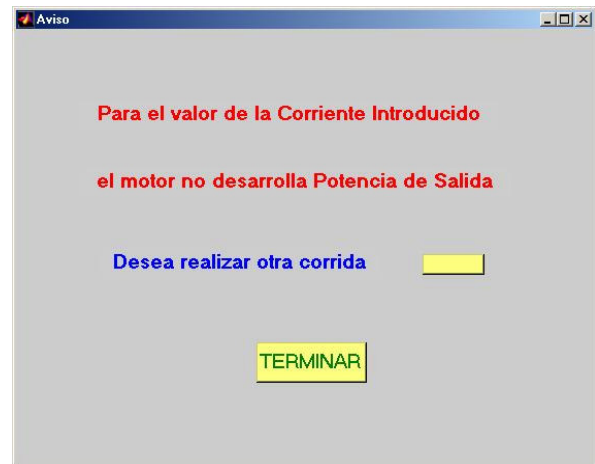 Aviso
Para el valor de la Corriente Introducido
el motor no desarrolla Potencia de Salida
Desea realizar otra corrida
TERMINAR